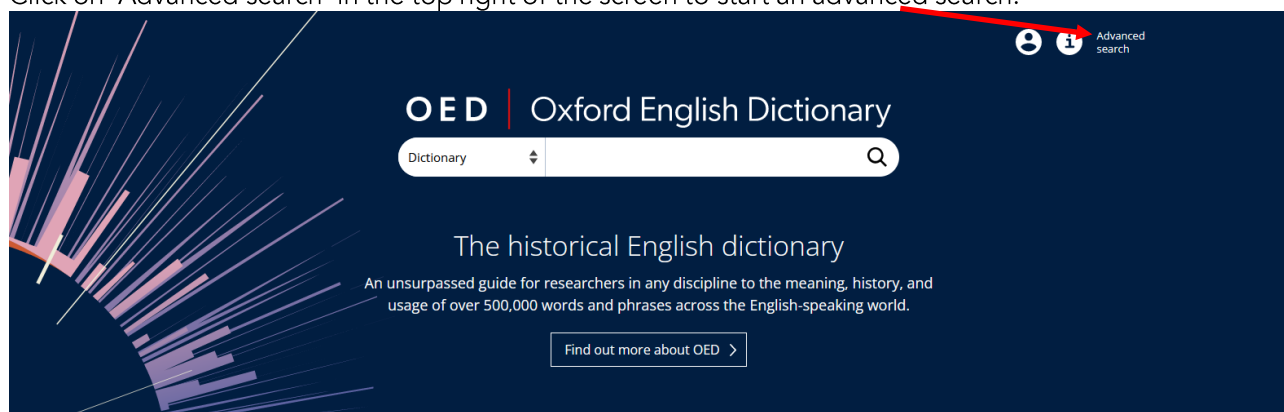 Click on 'Advanced search' in the top right of the screen to start an advanced search.
Advanced
search
OED | Oxford English Dictionary
Dictionary
The historical English dictionary
An unsurpassed guide for researchers in any discipline to the meaning, history, and
usage of over 500,000 words and phrases across the English-speaking world.
Find out more about OED >